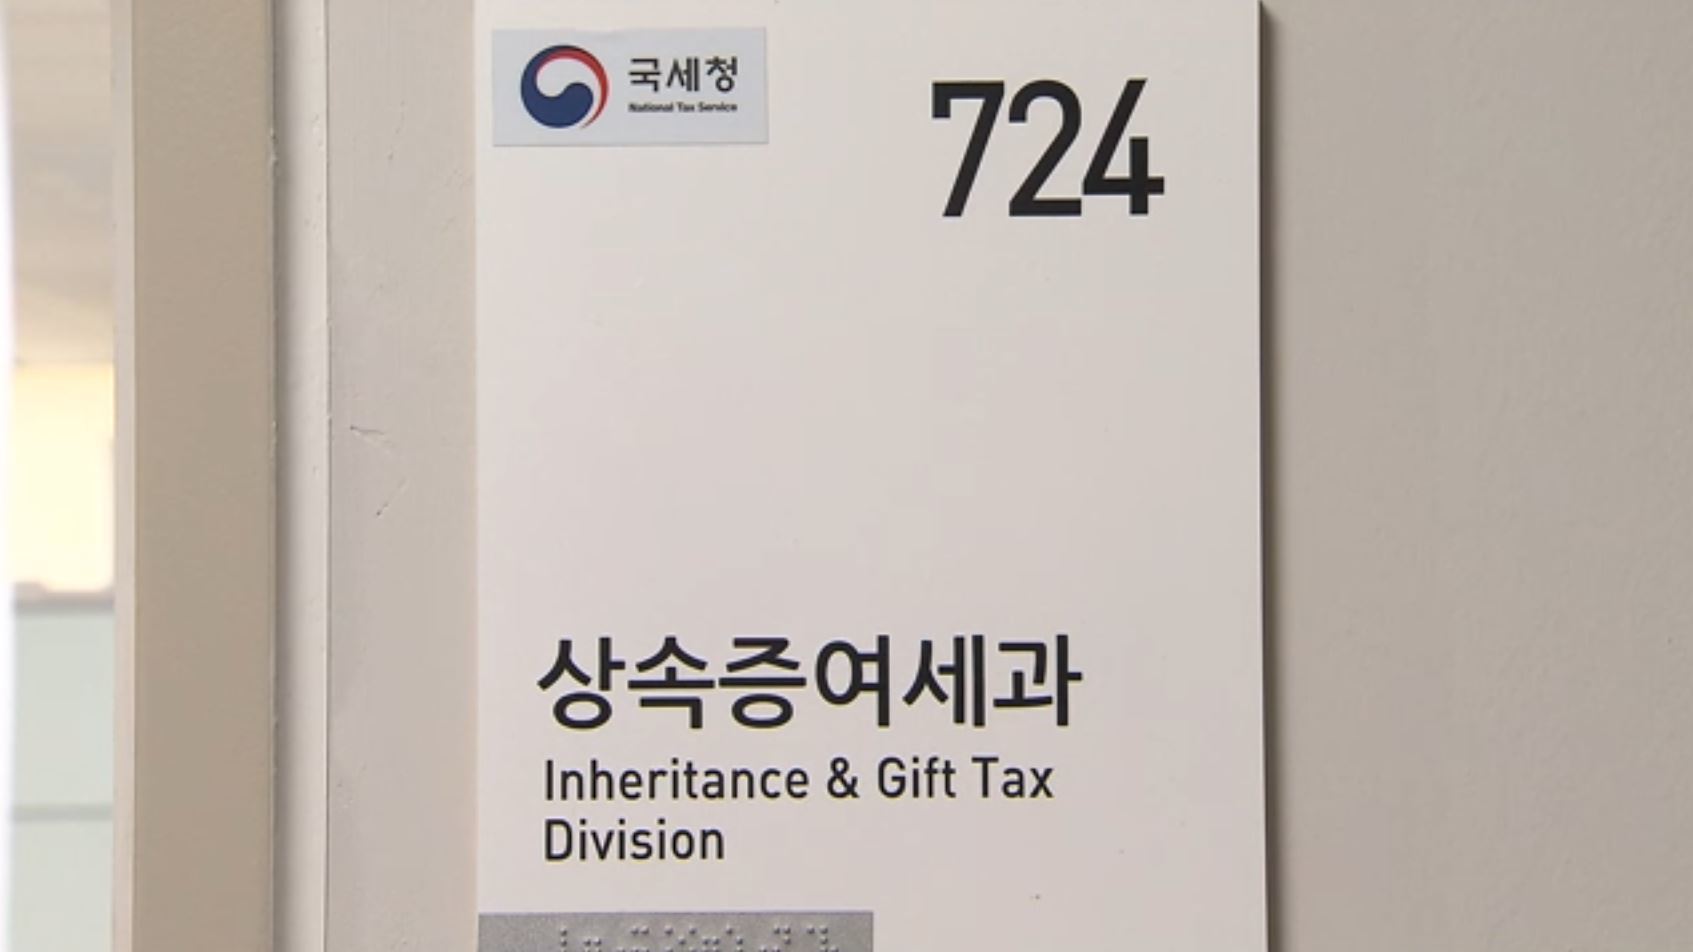 국세청
National Tax Service
724
상속증여세과
Inheritance & Gift Tax
Division